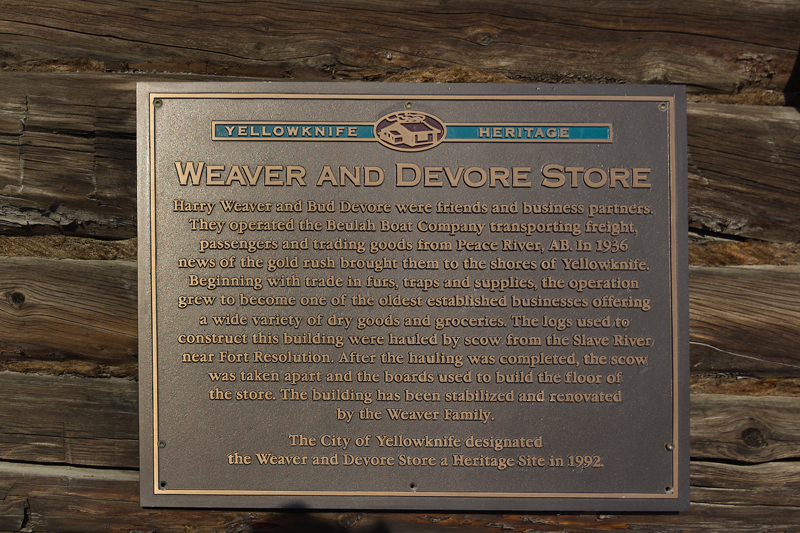 YELLOWKNIFE HERITAGE
WEAVER AND DEVORE STORE
Harry Weaver and Bud Devore were friends and business partners.
They operated the Beulah Boat Company transporting freight,
passengers and trading goods from Peace River, AB. In 1936
news of the gold rush brought them to the shores of Yellowknife.
Beginning with trade in furs, traps and supplies, the operation
grew to become one of the oldest established businesses offering
a wide variety of dry goods and groceries. The logs used to
construct this building were hauled by scow from the Slave River
near Fort Resolution. After the hauling was completed, the scow
was taken apart and the boards used to build the floor of
the store. The building has been stabilized and renovated
by the Weaver Family.
The City of Yellowknife designated
the Weaver and Devore Store a Heritage Site in 1992.